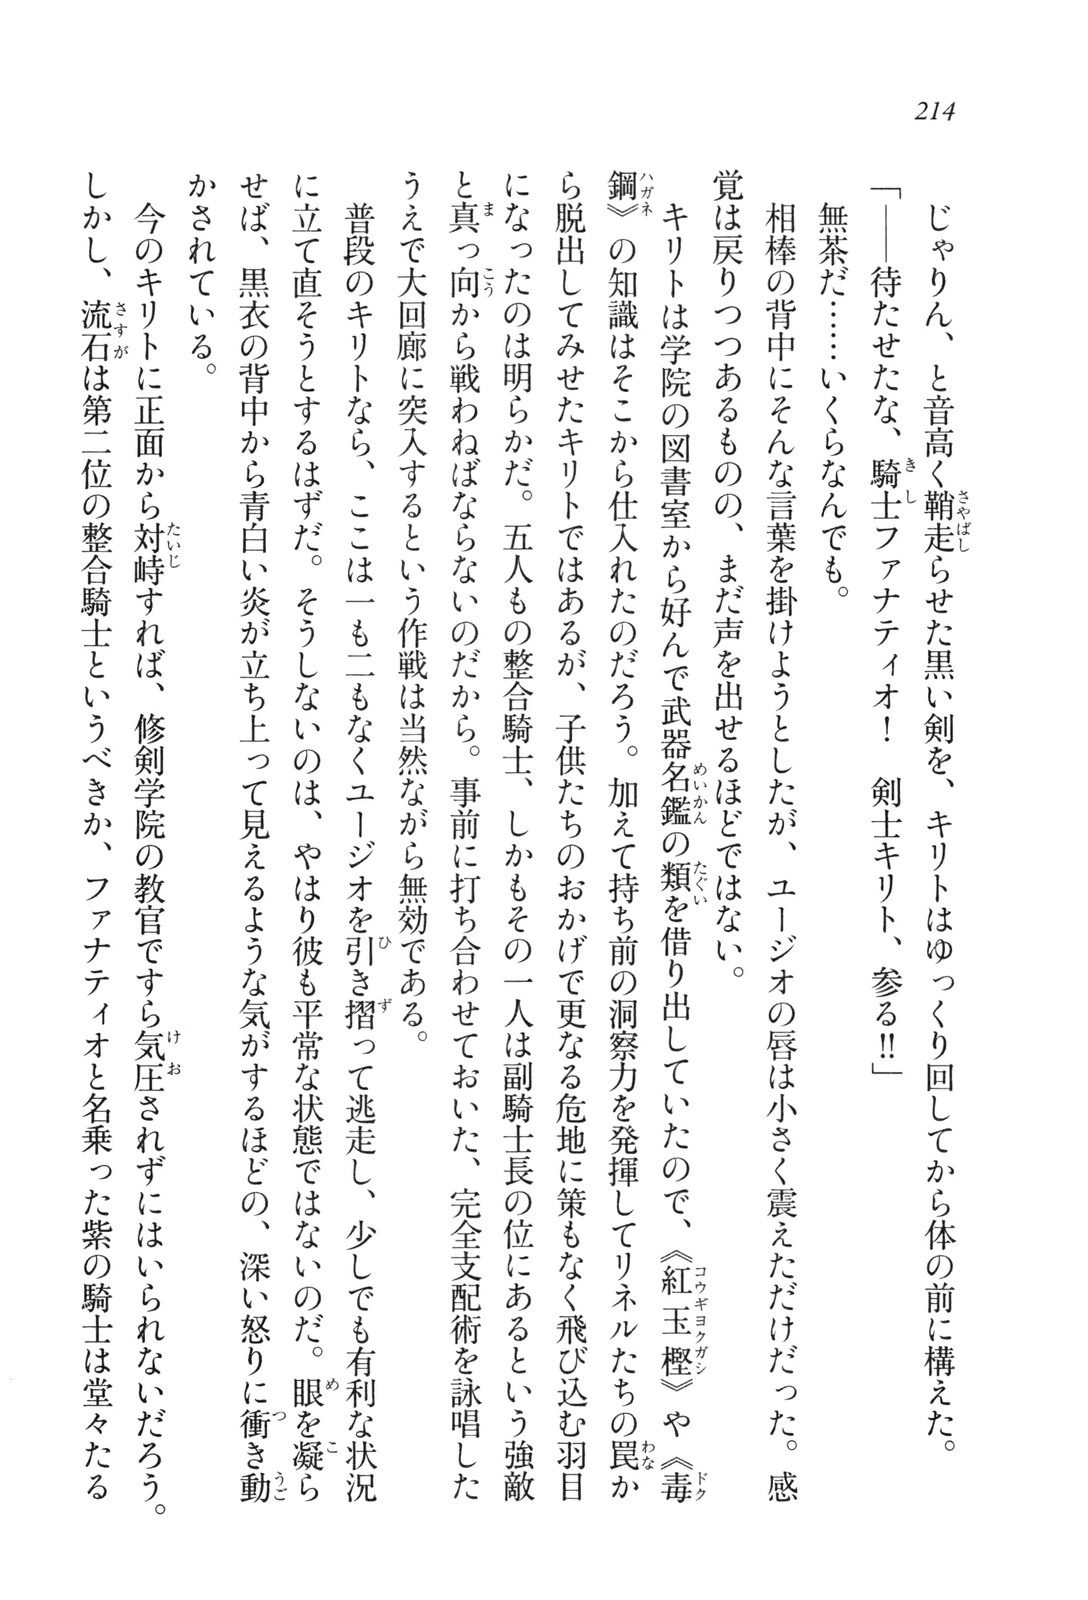 214
じゃりん、と音高く鞘走らせた黒い剣を、キリトはゆっくり回してから体の前に構えた。
「――待たせたな、騎士ファナティオ！　剣士キリト、参る!!」
無茶だ……いくらなんでも。
相棒の背中にそんな言葉を掛けようとしたが、ユージオの唇は小さく震えただけだった。感
覚は戻りつつあるものの、まだ声を出せるほどではない。
キリトは学院の図書室から好んで武器名鑑の類を借り出していたので、《紅玉樫》や《毒
鋼》の知識はそこから仕入れたのだろう。加えて持ち前の洞察力を発揮してリネルたちの罠か
ら脱出してみせたキリトではあるが、子供たちのおかげで更なる危地に策もなく飛び込む羽目
になったのは明らかだ。五人もの整合騎士、しかもその一人は副騎士長の位にあるという強敵
と真っ向から戦わねばならないのだから。事前に打ち合わせておいた、完全支配術を詠唱した
うえで大回廊に突入するという作戦は当然ながら無効である。
普段のキリトなら、ここは一も二もなくユージオを引き摺って逃走し、少しでも有利な状況
に立て直そうとするはずだ。そうしないのは、やはり彼も平常な状態ではないのだ。眼を凝ら
せば、黒衣の背中から青白い炎が立ち上って見えるような気がするほどの、深い怒りに衝き動
かされている。
今のキリトに正面から対峙すれば、修剣学院の教官ですら気圧されずにはいられないだろう。
しかし、流石は第二位の整合騎士というべきか、ファナティオと名乗った紫の騎士は堂々たる